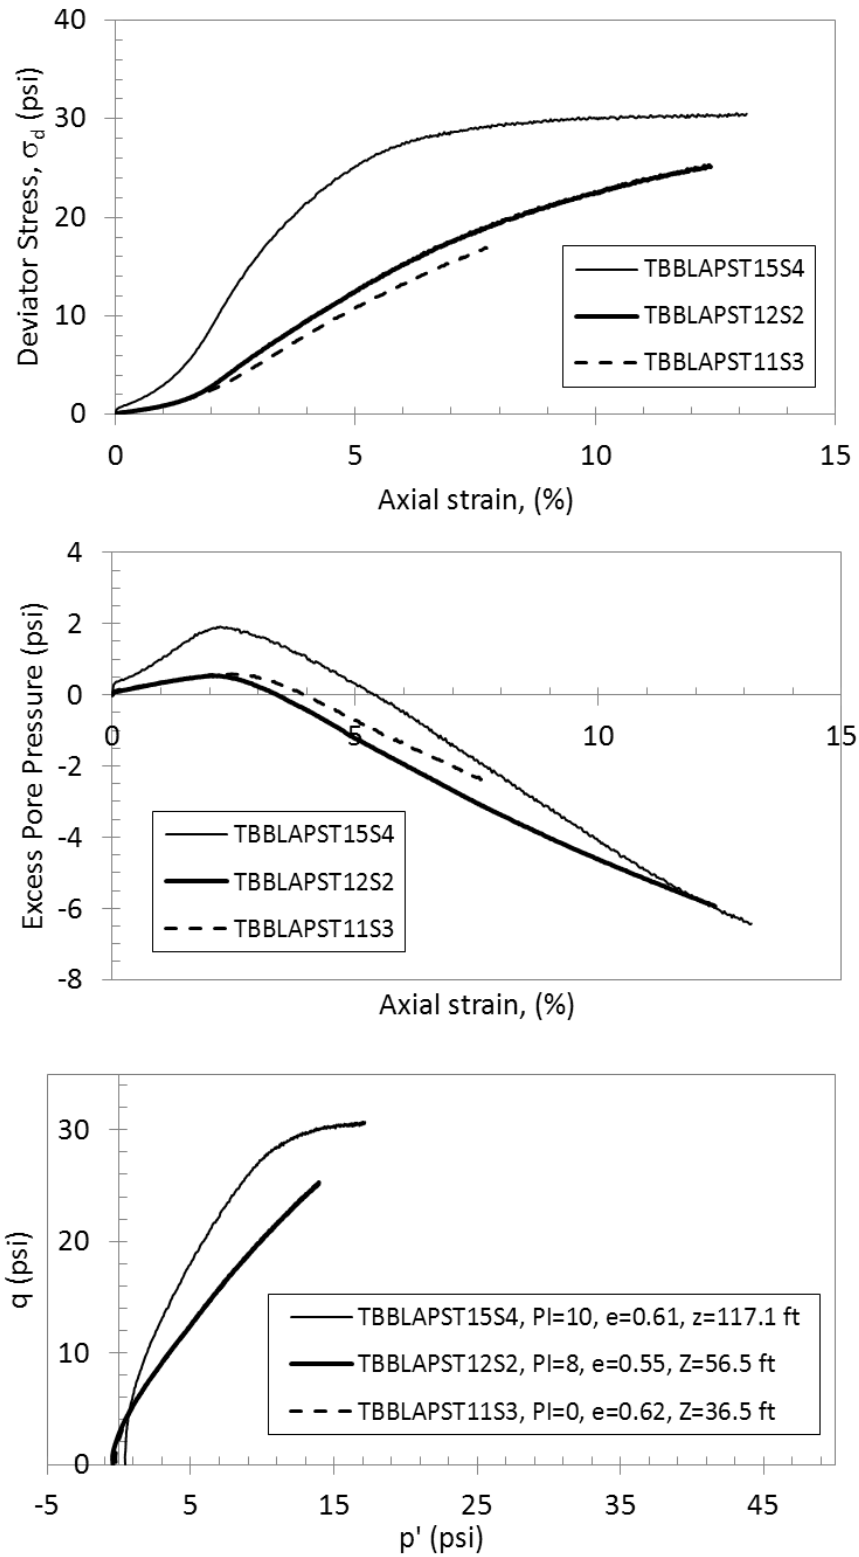 40
30
20
10
0
Deviator Stress, σd (psi)
TBBLAPST15S4
TBBLAPST12S2
TBBLAPST11S3
0 5 10 15
Axial strain, (%)
4
2
0
-2
-4
-6
-8
Excess Pore Pressure (psi)
0 5 10 15
TBBLAPST15S4
TBBLAPST12S2
TBBLAPST11S3
Axial strain, (%)
30
20
10
0
q (psi)
TBBLAPST15S4, PI=10, e=0.61, z=117.1 ft
TBBLAPST12S2, PI=8, e=0.55, Z=56.5 ft
TBBLAPST11S3, PI=0, e=0.62, Z=36.5 ft
-5 5 15 25 35 45
p' (psi)